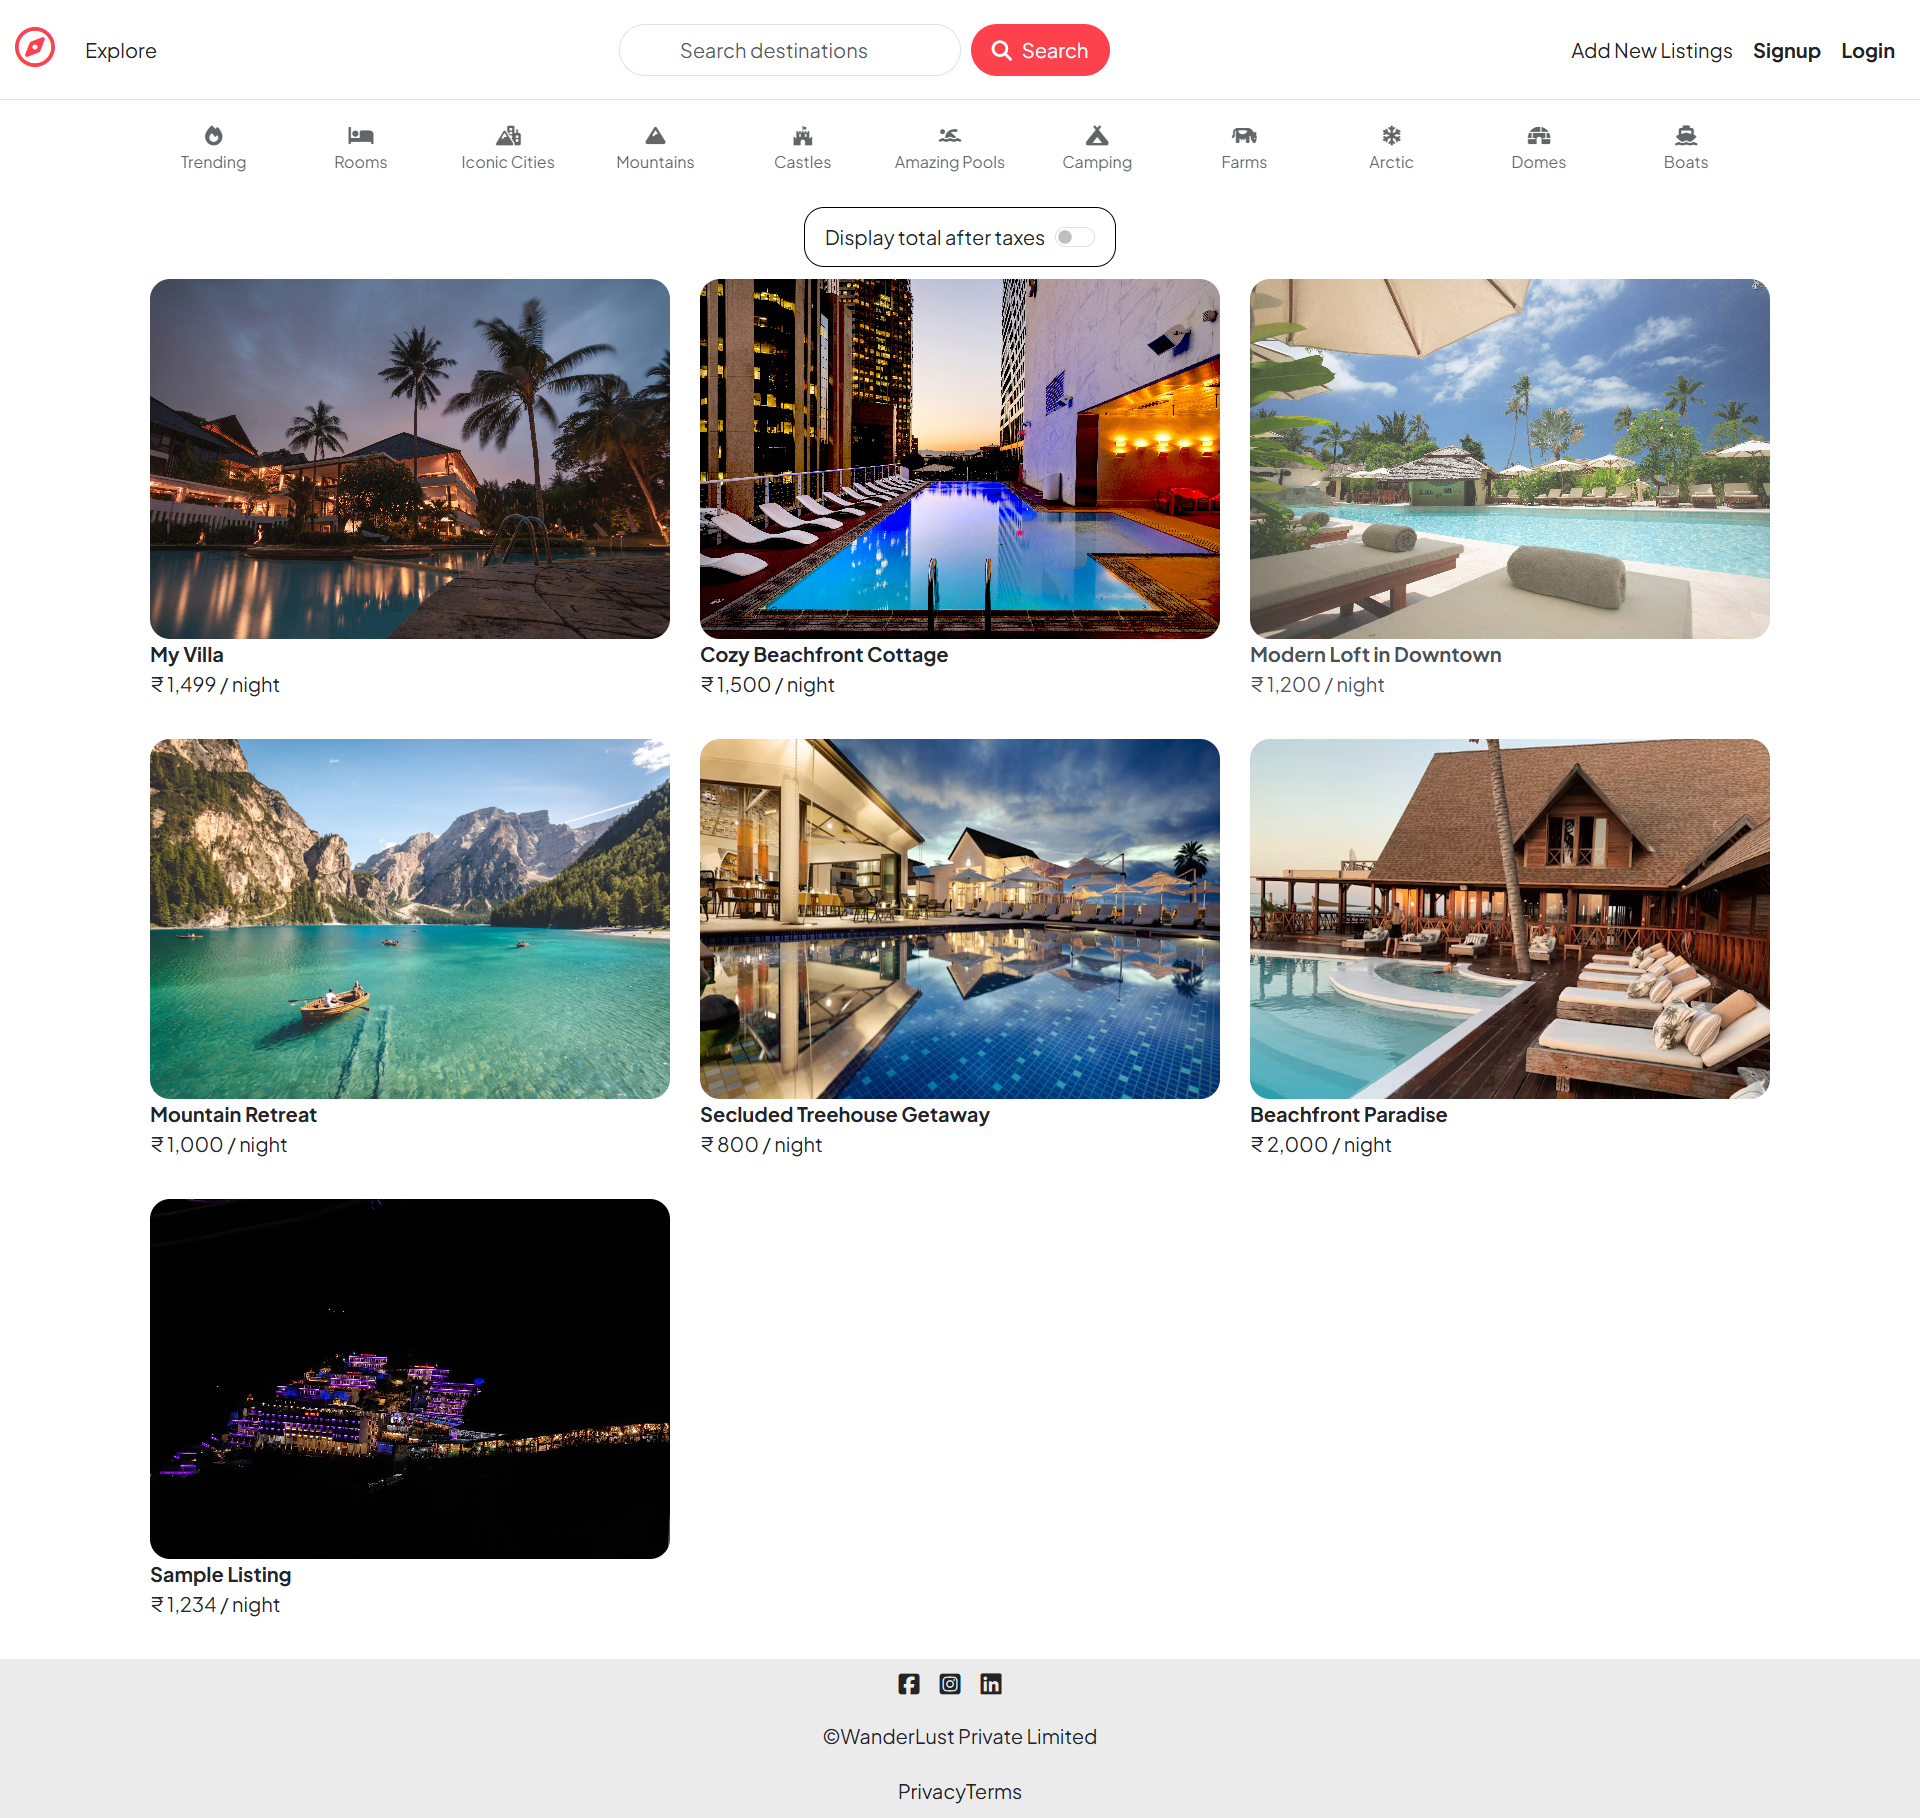 Explore
Search destinations
Search
Add New Listings
Signup
Login
Trending
Rooms
Iconic Cities
Mountains
Castles
Amazing Pools
Camping
Farms
Arctic
Domes
Boats
Display total after taxes
My Villa
₹ 1,499 / night
Cozy Beachfront Cottage
₹ 1,500 / night
Modern Loft in Downtown
₹ 1,200 / night
Mountain Retreat
₹ 1,000 / night
Secluded Treehouse Getaway
₹ 800 / night
Beachfront Paradise
₹ 2,000 / night
Sample Listing
₹ 1,234 / night
©WanderLust Private Limited
PrivacyTerms